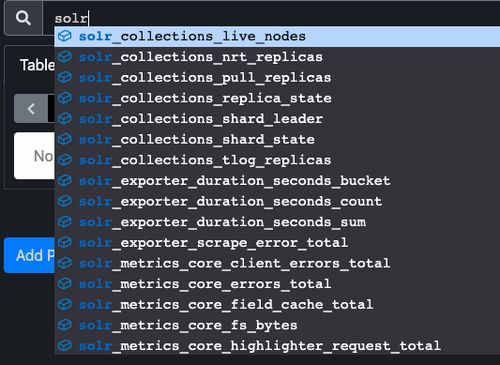 solr
solr_collections_live_nodes
solr_collections_nrt_replicas
Table
solr_collections_pull_replicas
solr_collections_replica_state
solr_collections_shard_leader
solr_collections_shard_state
No
solr_collections_tlog_replicas
solr_exporter_duration_seconds_bucket
solr_exporter_duration_seconds_count
solr_exporter_duration_seconds_sum
solr_exporter_scrape_error_total
Add P
solr_metrics_core_client_errors_total
solr_metrics_core_errors_total
solr_metrics_core_field_cache_total
solr_metrics_core_fs_bytes
solr_metrics_core_highlighter_request_total